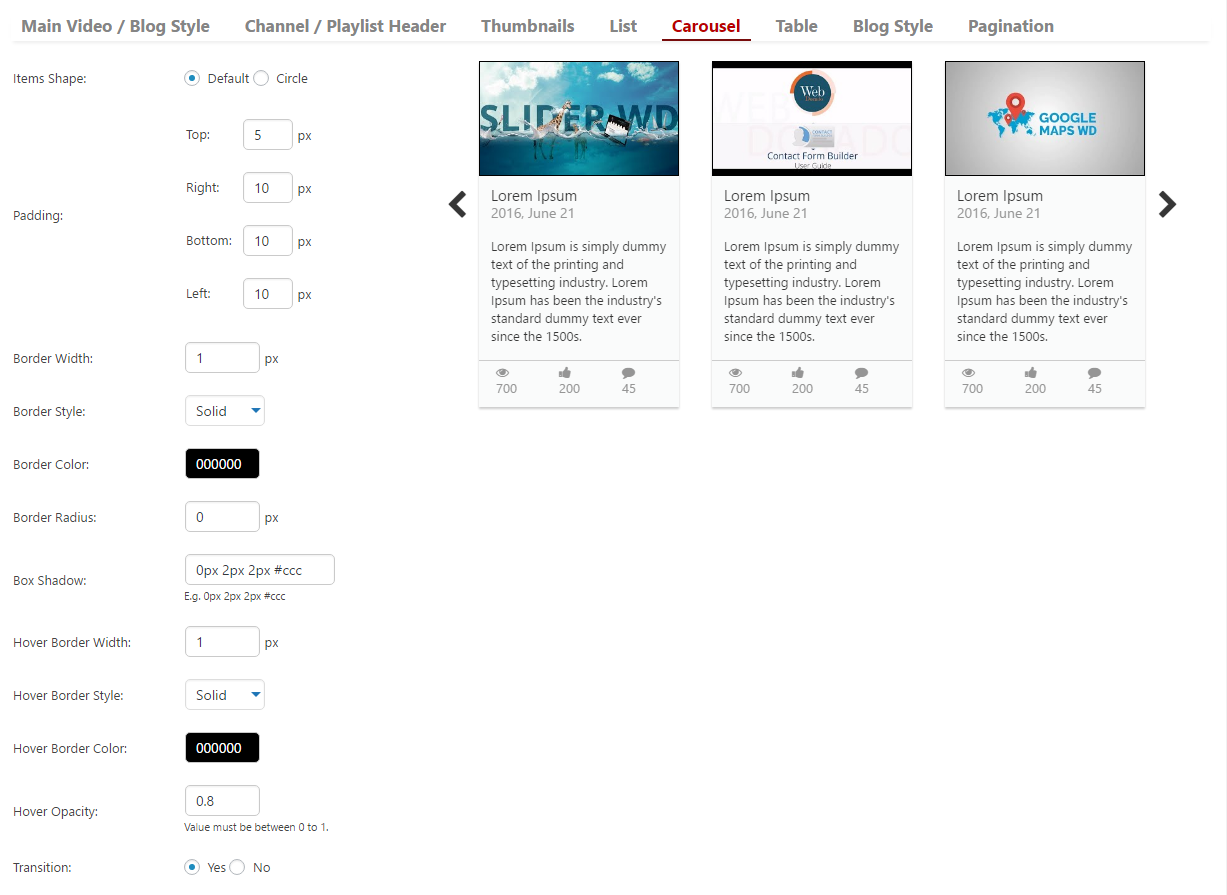 Main Video / Blog Style Channel / Playlist Header Thumbnails List Carousel Table Blog Style Pagination
Items Shape: Default Circle
Padding:
Top: 5 px
Right: 10 px
Bottom: 10 px
Left: 10 px
Border Width: 1 px
Border Style: Solid
Border Color: 000000
Border Radius: 0 px
Box Shadow: 0px 2px 2px #ccc
E.g. 0px 2px 2px #ccc
Hover Border Width: 1 px
Hover Border Style: Solid
Hover Border Color: 000000
Hover Opacity: 0.8
Value must be between 0 to 1.
Transition: Yes No
SLIDER WD
Lorem Ipsum
2016, June 21
Lorem Ipsum is simply dummy
text of the printing and
typesetting industry. Lorem
Ipsum has been the industry's
standard dummy text ever
since the 1500s.
700 200 45
Web
Contact Form Builder
User Guide
Lorem Ipsum
2016, June 21
Lorem Ipsum is simply dummy
text of the printing and
typesetting industry. Lorem
Ipsum has been the industry's
standard dummy text ever
since the 1500s.
700 200 45
GOOGLE
MAPS WD
Lorem Ipsum
2016, June 21
Lorem Ipsum is simply dummy
text of the printing and
typesetting industry. Lorem
Ipsum has been the industry's
standard dummy text ever
since the 1500s.
700 200 45